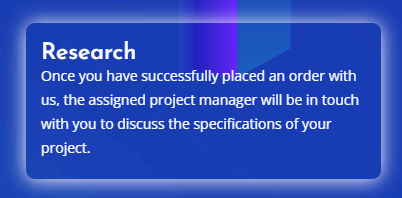 Research
Once you have successfully placed an order with
us, the assigned project manager will be in touch
with you to discuss the specifications of your
project.